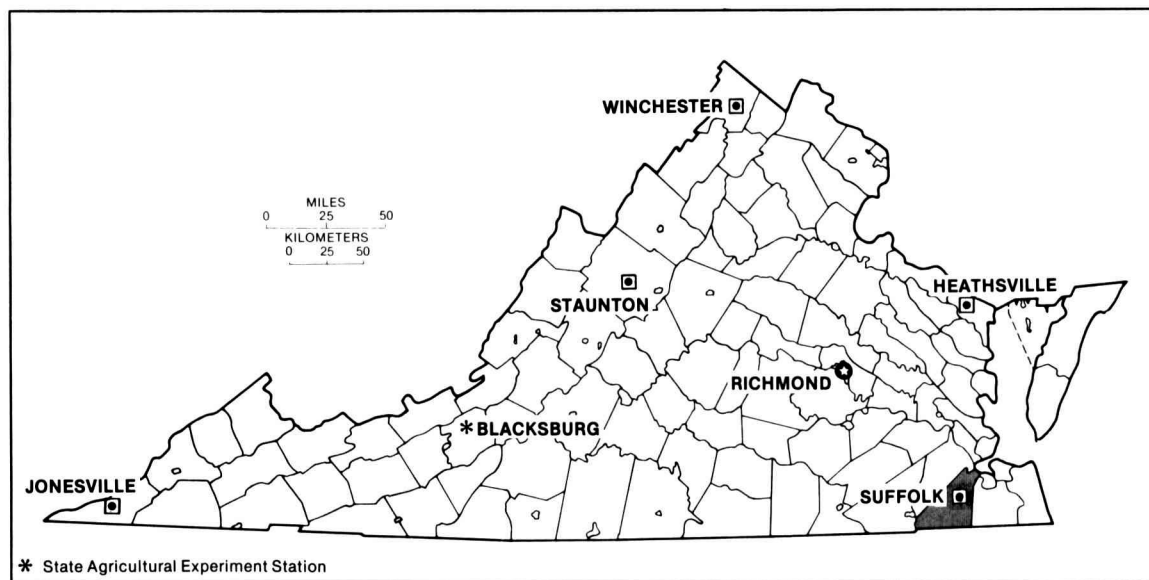 WINCHESTER
MILES
0 25 50
KILOMETERS
0 25 50
STAUNTON
HEATHSVILLE
RICHMOND
* BLACKSBURG
JONESVILLE
SUFFOLK
* State Agricultural Experiment Station